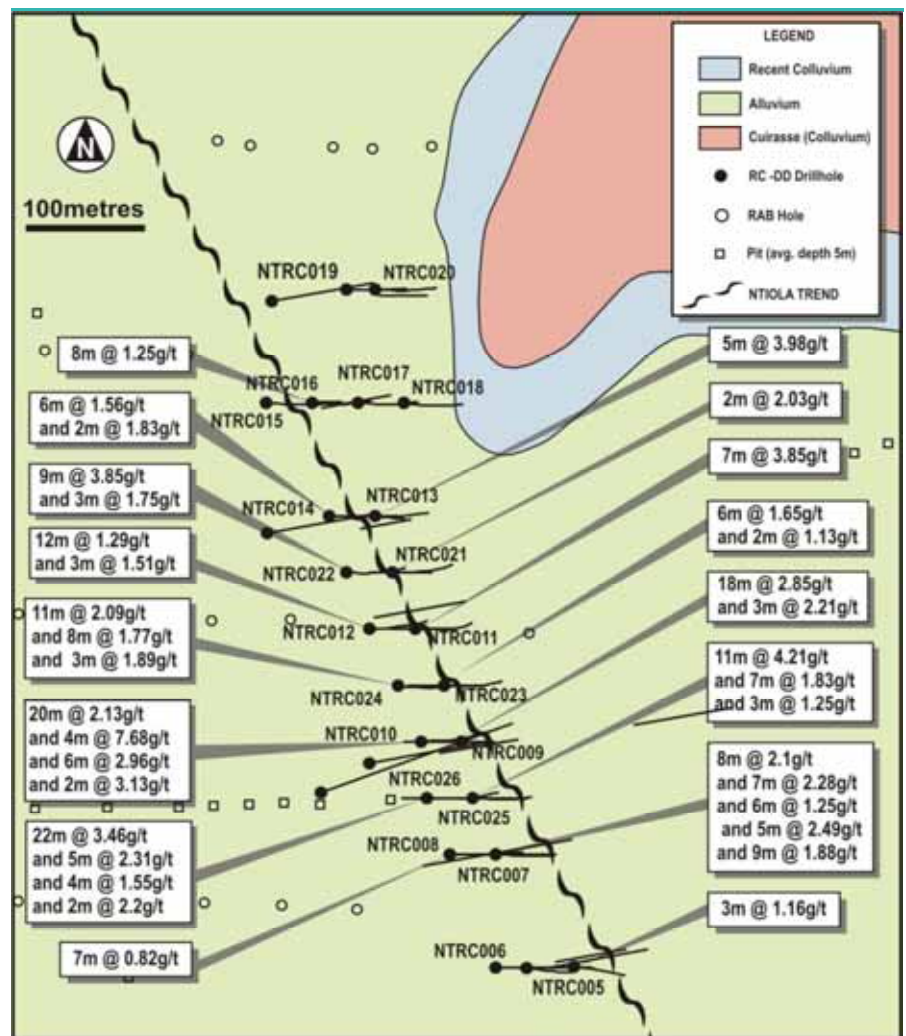 LEGEND
Recent Colluvium
Alluvium
Cuirasse (Colluvium)
RC -DD Drillhole
RAB Hole
Pit (avg. depth 5m)
NTIOLA TREND
N
100metres
NTRC019
NTRC020
8m @ 1.25g/t
5m @ 3.98g/t
NTRC016
NTRC017
NTRC018
NTRC015
6m @ 1.56g/t
and 2m @ 1.83g/t
2m @ 2.03g/t
7m @ 3.85g/t
9m @ 3.85g/t
and 3m @ 1.75g/t
NTRC014
NTRC013
6m @ 1.65g/t
and 2m @ 1.13g/t
12m @ 1.29g/t
and 3m @ 1.51g/t
NTRC022
NTRC021
18m @ 2.85g/t
and 3m @ 2.21g/t
11m @ 2.09g/t
and 8m @ 1.77g/t
and 3m @ 1.89g/t
NTRC012
NTRC011
11m @ 4.21g/t
and 7m @ 1.83g/t
and 3m @ 1.25g/t
NTRC024
NTRC023
20m @ 2.13g/t
and 4m @ 7.68g/t
and 6m @ 2.96g/t
and 2m @ 3.13g/t
NTRC010
NTRC009
8m @ 2.1g/t
and 7m @ 2.28g/t
and 6m @ 1.25g/t
and 5m @ 2.49g/t
and 9m @ 1.88g/t
NTRC026
NTRC025
22m @ 3.46g/t
and 5m @ 2.31g/t
and 4m @ 1.55g/t
and 2m @ 2.2g/t
NTRC008
NTRC007
3m @ 1.16g/t
7m @ 0.82g/t
NTRC006
NTRC005